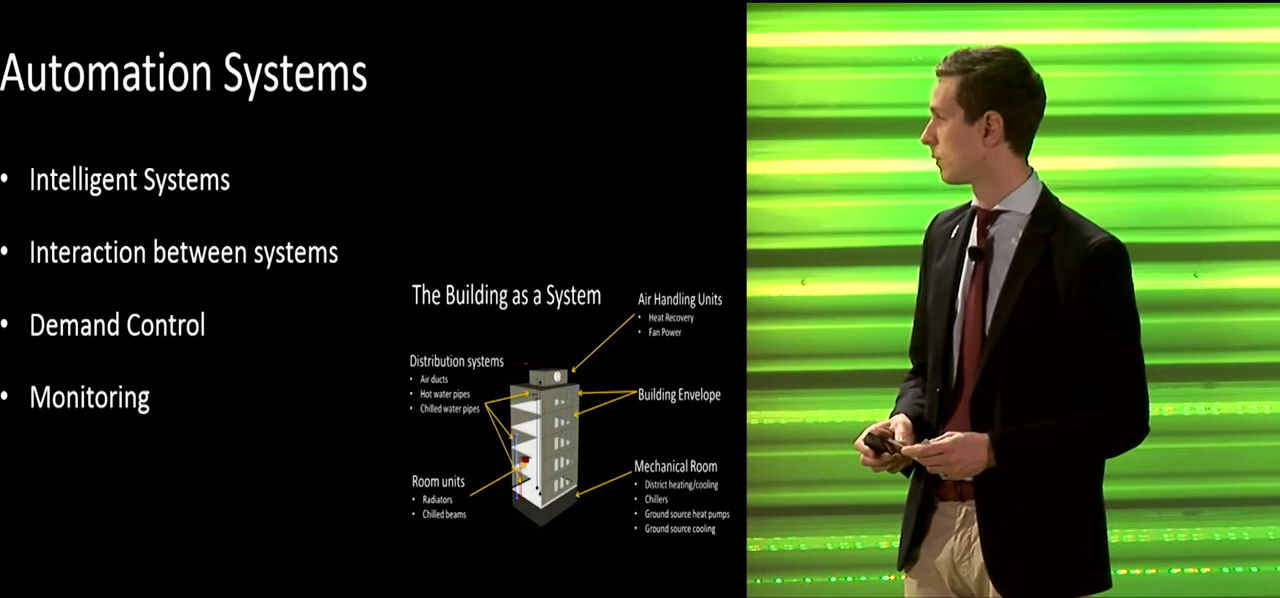 Automation Systems
• Intelligent Systems
• Interaction between systems
• Demand Control
• Monitoring
The Building as a System
Air Handling Units
• Heat Recovery
• Fan Power
Distribution systems
• Air ducts
• Hot water pipes
• Chilled water pipes
Building Envelope
Room units
• Radiators
• Chilled beams
Mechanical Room
• District heating/cooling
• Chillers
• Ground source heat pumps
• Ground source cooling